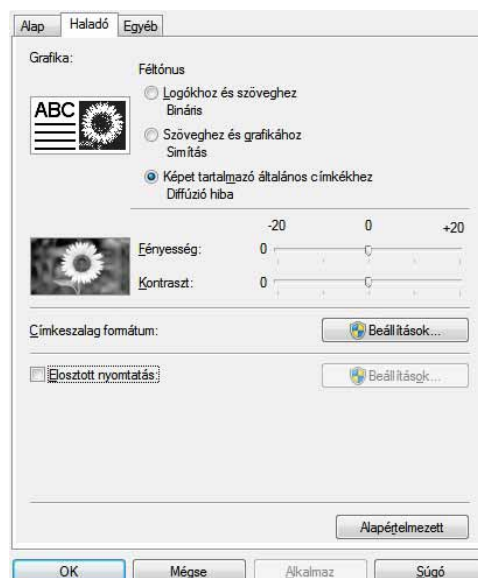 Alap Haladó Egyéb
Grafika:
Féltónus
ABC
Logókhoz és szöveghez
Bináris
Szöveghez és grafikához
Simítás
Képet tartalmazó általános címkékhez
Diffúzió hiba
-20 0 +20
Fényesség: 0
Kontraszt: 0
Címkeszalag formátum: Beállítások...
Elosztott nyomtatás: Beállítások...
Alapértelmezett
OK Mégse Alkalmaz Súgó